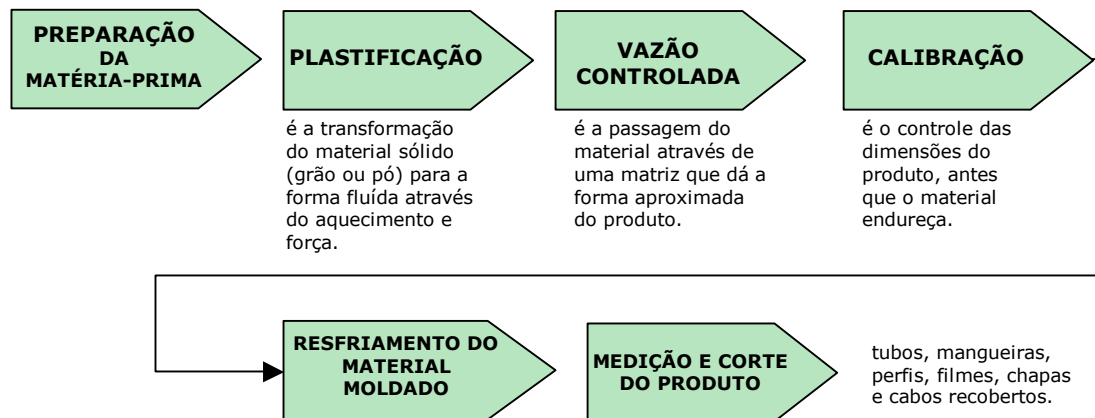 PREPARAÇÃO
DA
MATÉRIA-PRIMA
PLASTIFICAÇÃO
é a transformação
do material sólido
(grão ou pó) para a
forma fluída através
do aquecimento e
força.
VAZÃO
CONTROLADA
é a passagem do
material através de
uma matriz que dá a
forma aproximada
do produto.
CALIBRAÇÃO
é o controle das
dimensões do
produto, antes
que o material
endureça.
RESFRIAMENTO DO
MATERIAL
MOLDADO
MEDIÇÃO E CORTE
DO PRODUTO
tubos, mangueiras,
perfis, filmes, chapas
e cabos recobertos.